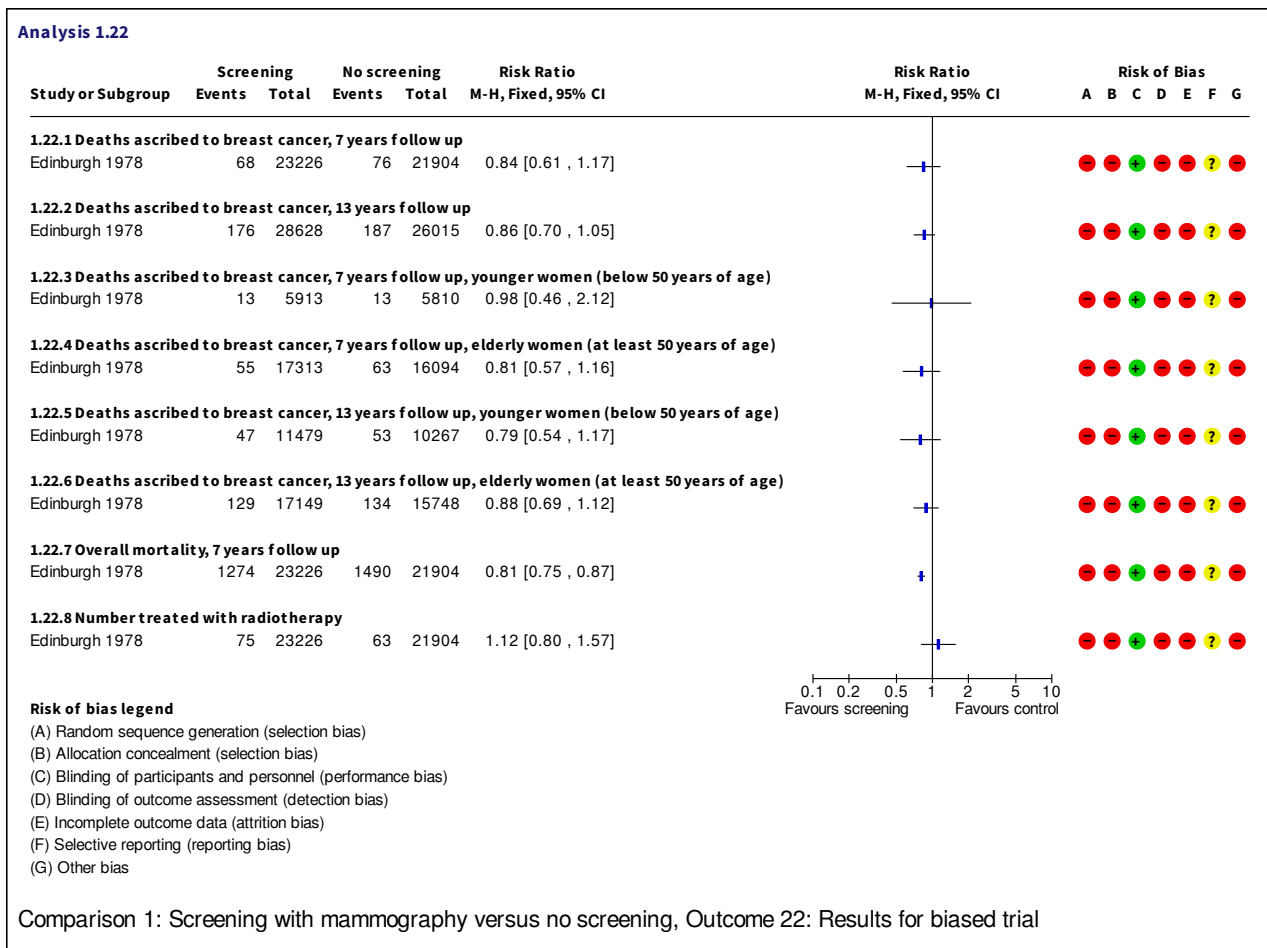 Analysis 1.22
Screening No screening Risk Ratio Risk Ratio Risk of Bias
Study or Subgroup Events Total Events Total M-H, Fixed, 95% CI M-H, Fixed, 95% CI A B C D E F G
1.22.1 Deaths ascribed to breast cancer, 7 years follow up
Edinburgh 1978 68 23226 76 21904 0.84 [0.61 , 1.17] − − + − − ? −
1.22.2 Deaths ascribed to breast cancer, 13 years follow up
Edinburgh 1978 176 28628 187 26015 0.86 [0.70 , 1.05] − − + − − ? −
1.22.3 Deaths ascribed to breast cancer, 7 years follow up, younger women (below 50 years of age)
Edinburgh 1978 13 5913 13 5810 0.98 [0.46 , 2.12] − − + − − ? −
1.22.4 Deaths ascribed to breast cancer, 7 years follow up, elderly women (at least 50 years of age)
Edinburgh 1978 55 17313 63 16094 0.81 [0.57 , 1.16] − − + − − ? −
1.22.5 Deaths ascribed to breast cancer, 13 years follow up, younger women (below 50 years of age)
Edinburgh 1978 47 11479 53 10267 0.79 [0.54 , 1.17] − − + − − ? −
1.22.6 Deaths ascribed to breast cancer, 13 years follow up, elderly women (at least 50 years of age)
Edinburgh 1978 129 17149 134 15748 0.88 [0.69 , 1.12] − − + − − ? −
1.22.7 Overall mortality, 7 years follow up
Edinburgh 1978 1274 23226 1490 21904 0.81 [0.75 , 0.87] − − + − − ? −
1.22.8 Number treated with radiotherapy
Edinburgh 1978 75 23226 63 21904 1.12 [0.80 , 1.57] − − + − − ? −
0.1 0.2 0.5 1 2 5 10
Favours screening Favours control
Risk of bias legend
(A) Random sequence generation (selection bias)
(B) Allocation concealment (selection bias)
(C) Blinding of participants and personnel (performance bias)
(D) Blinding of outcome assessment (detection bias)
(E) Incomplete outcome data (attrition bias)
(F) Selective reporting (reporting bias)
(G) Other bias
Comparison 1: Screening with mammography versus no screening, Outcome 22: Results for biased trial